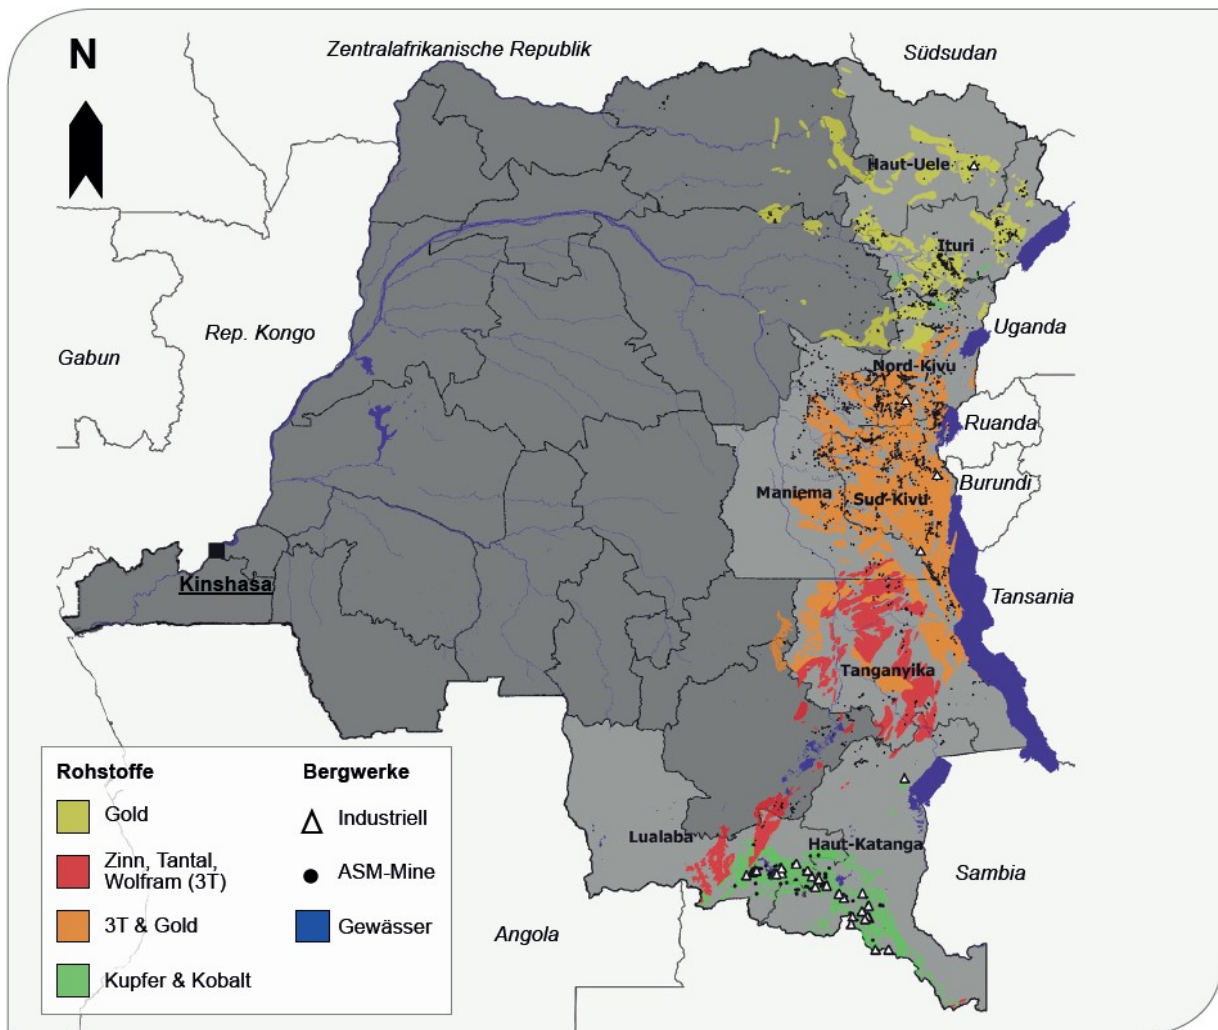 N
Zentralafrikanische Republik
Südsudan
Haut-Uele
Ituri
Rep. Kongo
Uganda
Gabun
Nord-Kivu
Ruanda
Burundi
Maniema
Sud-Kivu
Kinshasa
Tansania
Tanganyika
Lualaba
Haut-Katanga
Sambia
Angola
Rohstoffe
Gold
Zinn, Tantal,
Wolfram (3T)
3T & Gold
Kupfer & Kobalt
Bergwerke
Industriell
ASM-Mine
Gewässer